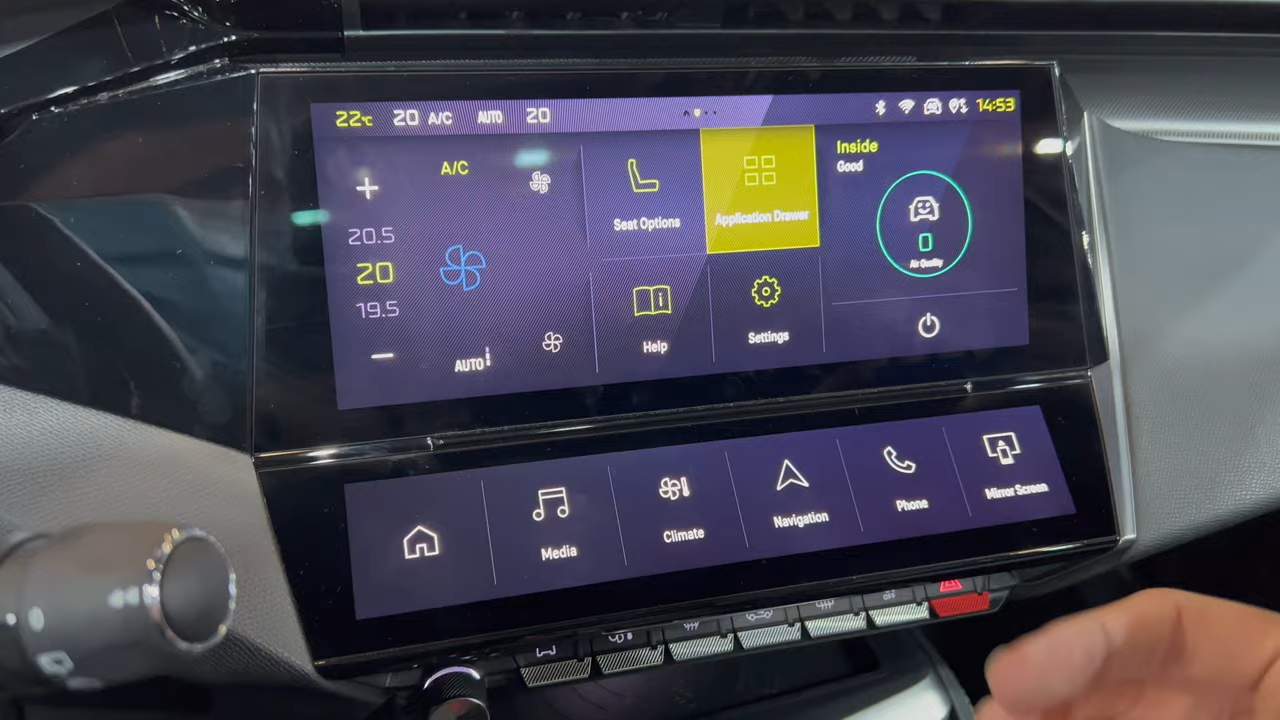 22°C 20 A/C AUTO 20 14:53
A/C
20.5
20
19.5
AUTO
Seat Options
Application Drawer
Help
Settings
Inside
Good
Air Quality
Media
Climate
Navigation
Phone
Mirror Screen